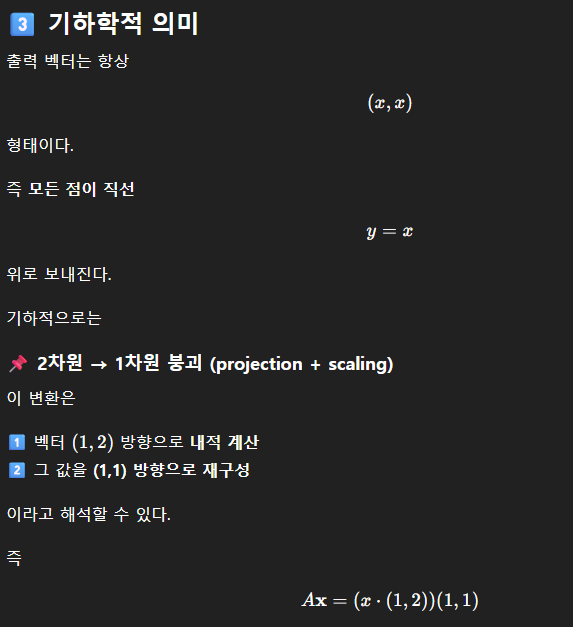 3️⃣ 기하학적 의미
출력 벡터는 항상
(x, x)
형태이다.
즉 모든 점이 직선
y = x
위로 보내진다.
기하학적으로는
📌 2차원 → 1차원 붕괴 (projection + scaling)
이 변환은
1️⃣ 벡터 (1, 2) 방향으로 내적 계산
2️⃣ 그 값을 (1,1) 방향으로 재구성
이라고 해석할 수 있다.
즉
Ax = (x · (1, 2))(1, 1)